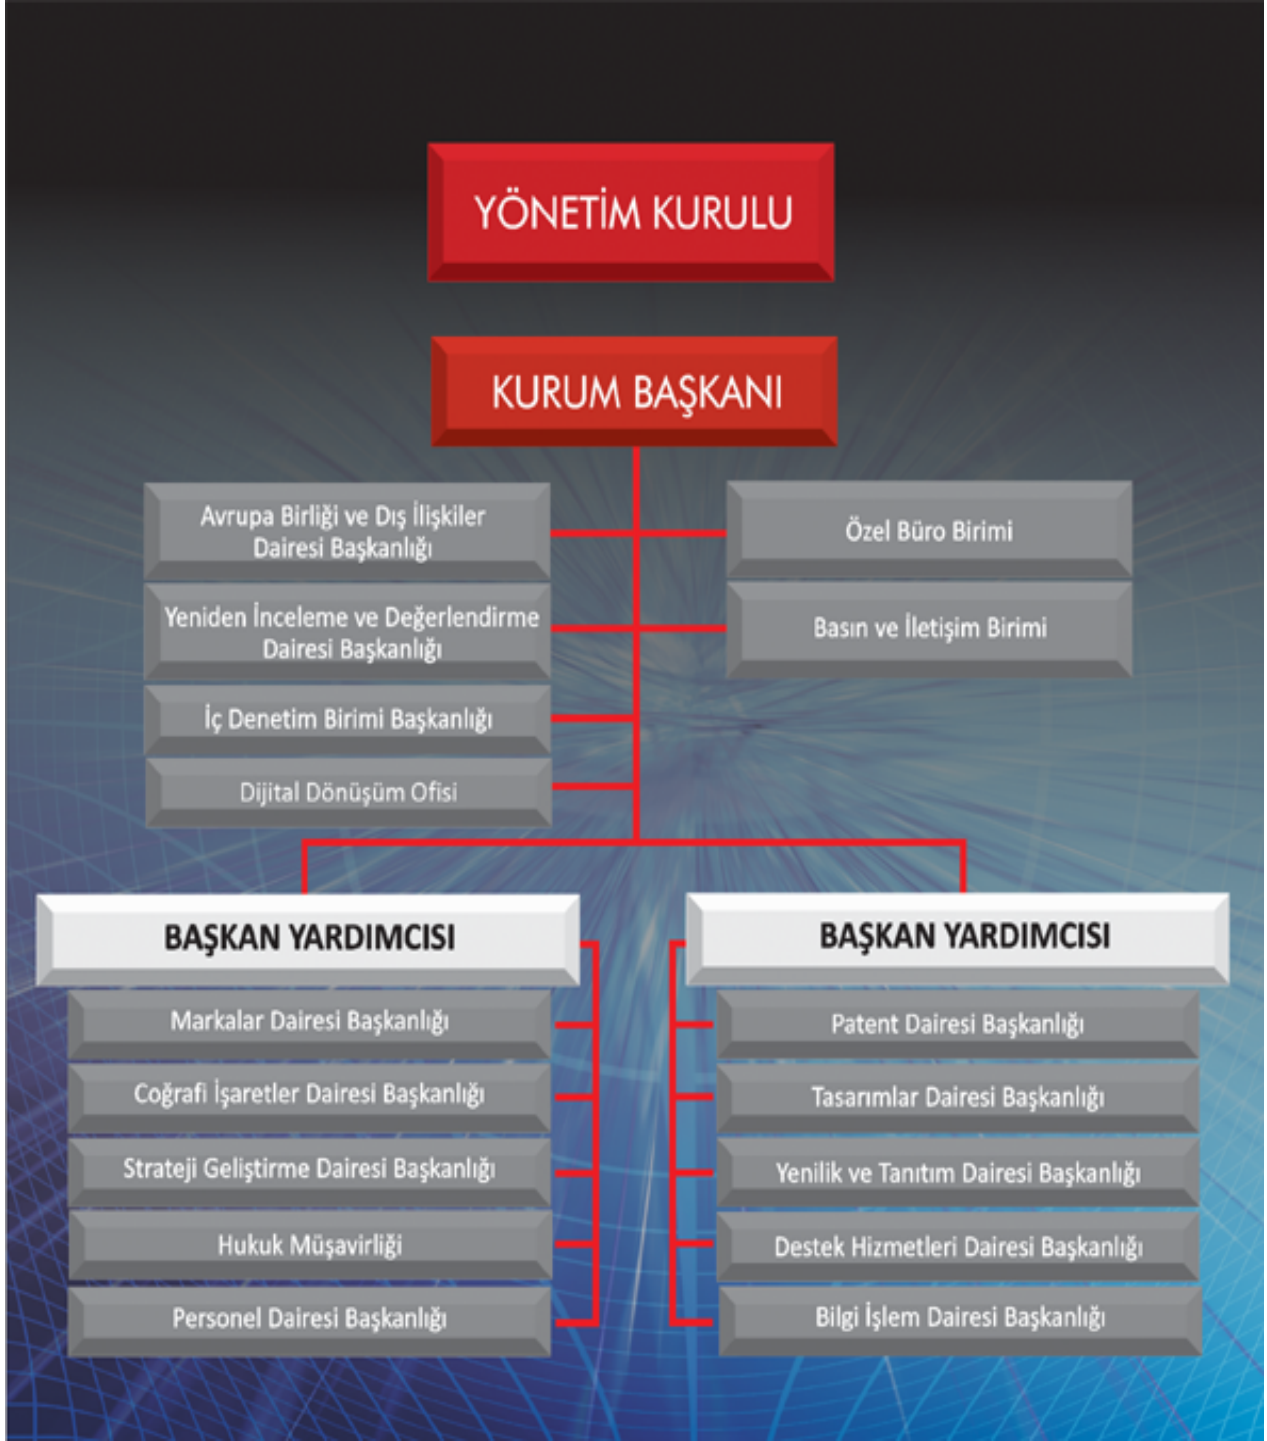 YÖNETİM KURULU
KURUM BAŞKANI
Avrupa Birliği ve Dış İlişkiler
Dairesi Başkanlığı
Yeniden İnceleme ve Değerlendirme
Dairesi Başkanlığı
İç Denetim Birimi Başkanlığı
Dijital Dönüşüm Ofisi
Özel Büro Birimi
Basın ve İletişim Birimi
BAŞKAN YARDIMCISI
Markalar Dairesi Başkanlığı
Coğrafi İşaretler Dairesi Başkanlığı
Strateji Geliştirme Dairesi Başkanlığı
Hukuk Müşavirliği
Personel Dairesi Başkanlığı
BAŞKAN YARDIMCISI
Patent Dairesi Başkanlığı
Tasarımlar Dairesi Başkanlığı
Yenilik ve Tanıtım Dairesi Başkanlığı
Destek Hizmetleri Dairesi Başkanlığı
Bilgi İşlem Dairesi Başkanlığı